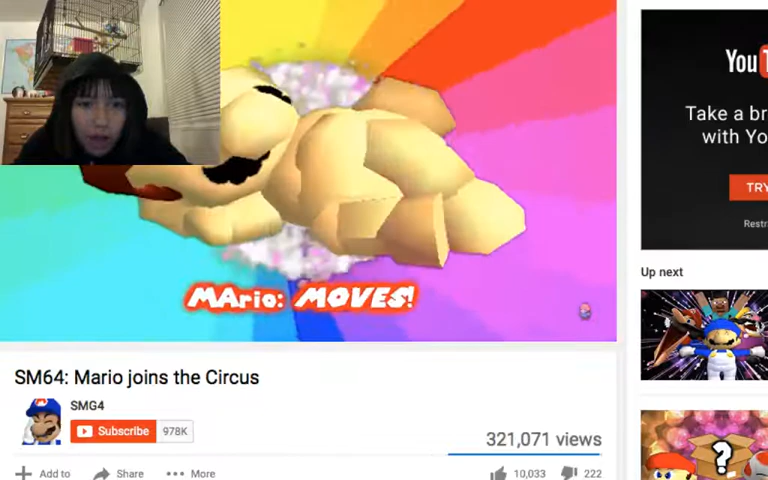 MArio: MOVES!
SM64: Mario joins the Circus
SMG4
Subscribe 978K
321,071 views
Add to Share More
10,033 222
You
Take a br
with Yo
TRY
Restr
Up next
?